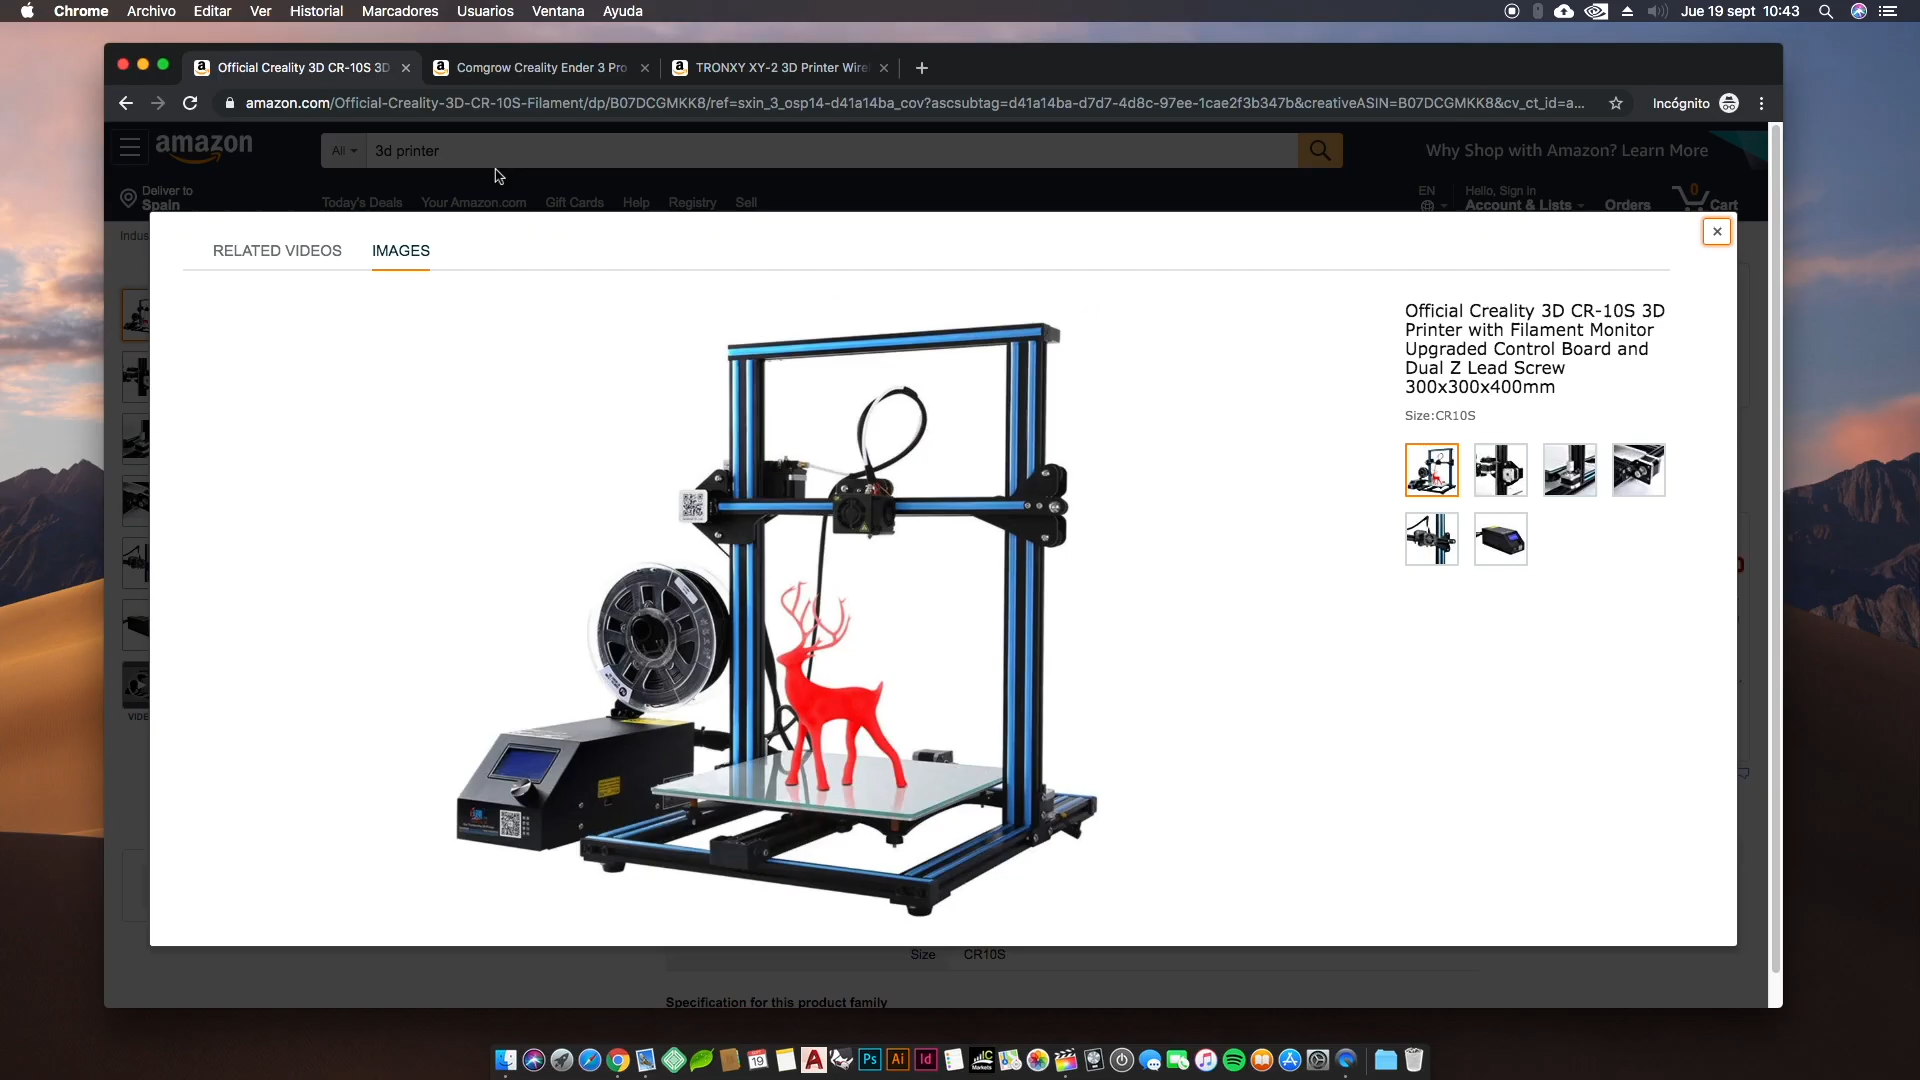 Chrome Archivo Editar Ver Historial Marcadores Usuarios Ventana Ayuda
Jue 19 sept 10:43
Official Creality 3D CR-10S 3D
Comgrow Creality Ender 3 Pro
TRONXY XY-2 3D Printer Wire
amazon.com/Official-Creality-3D-CR-10S-Filament/dp/B07DCGMKK8/ref=sxin_3_osp14-d41a14ba_cov?ascsubtag=d41a14ba-d7d7-4d8c-97ee-1cae2f3b347b&creativeASIN=B07DCGMKK8&cv_ct_id=a...
Incógnito
amazon
All
3d printer
Why Shop with Amazon? Learn More
Deliver to
Spain
Today's Deals Your Amazon.com Gift Cards Help Registry Sell
EN
Hello, Sign in
Account & Lists
Orders
0
Cart
Indus
RELATED VIDEOS
IMAGES
Official Creality 3D CR-10S 3D
Printer with Filament Monitor
Upgraded Control Board and
Dual Z Lead Screw
300x300x400mm
Size:CR10S
VIDE
Size CR10S
Specification for this product family
19
Ps
Ai
Id